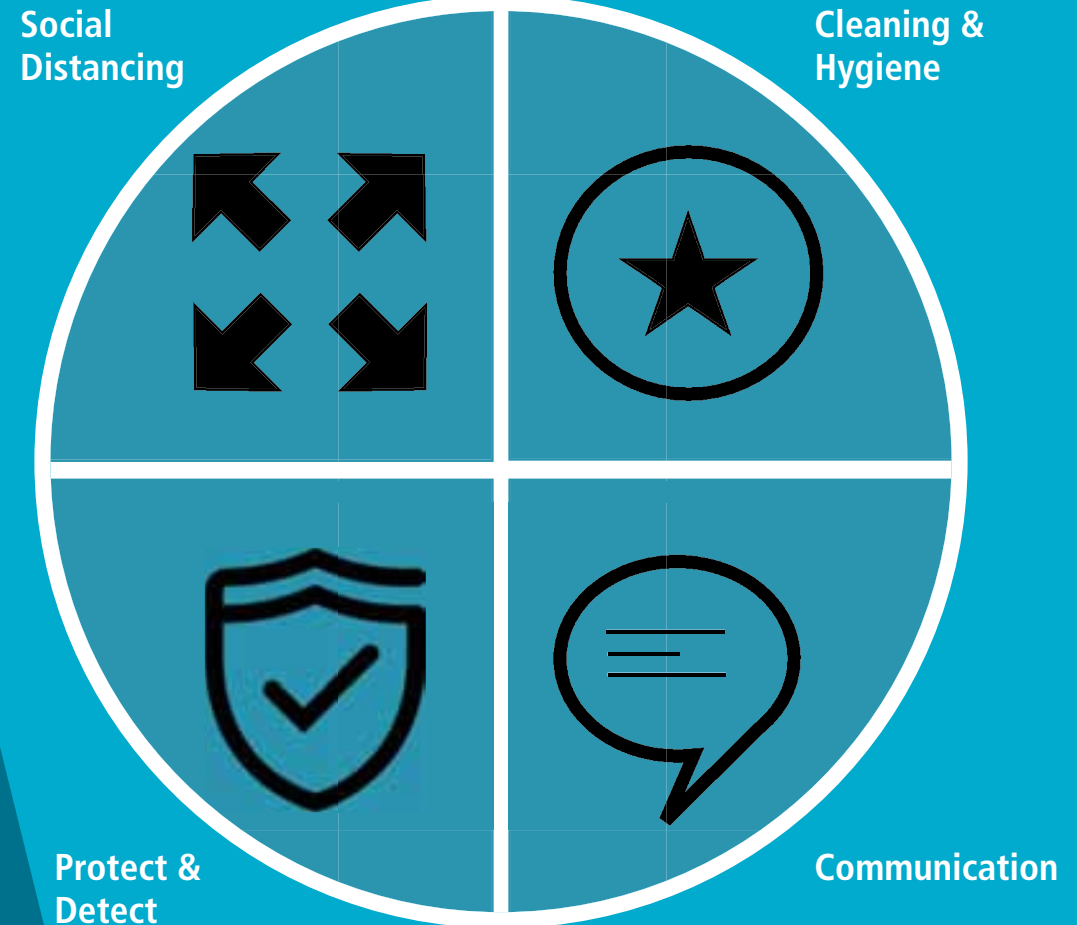 Social
Distancing
Cleaning &
Hygiene
Protect &
Detect
Communication